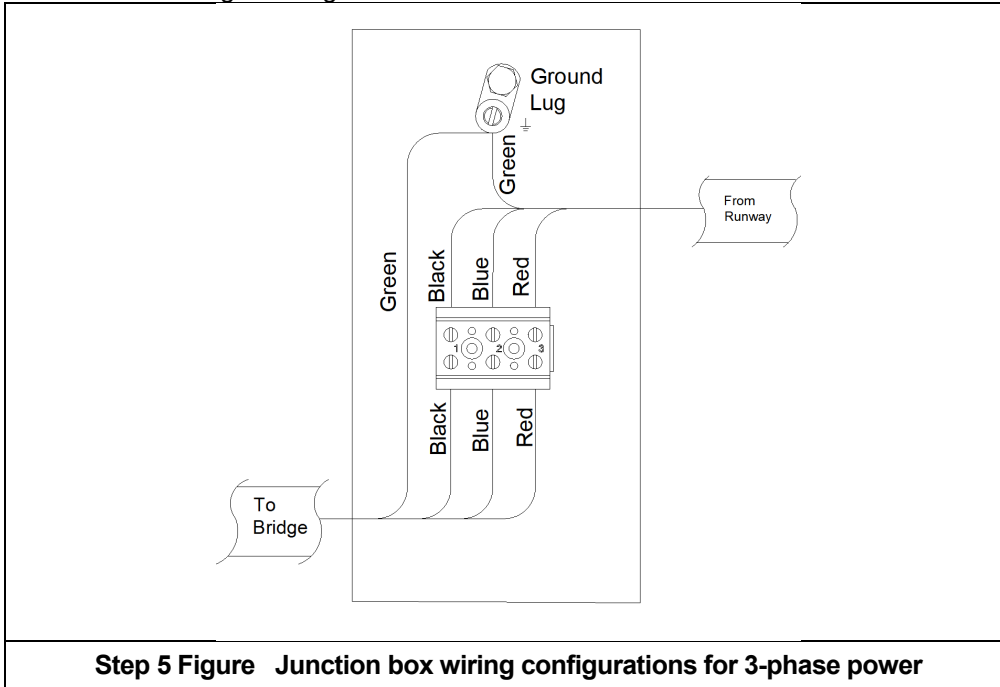 Ground
Lug
Green
From
Runway
Green
Black
Blue
Red
1
2
3
Black
Blue
Red
To
Bridge
Step 5 Figure Junction box wiring configurations for 3-phase power